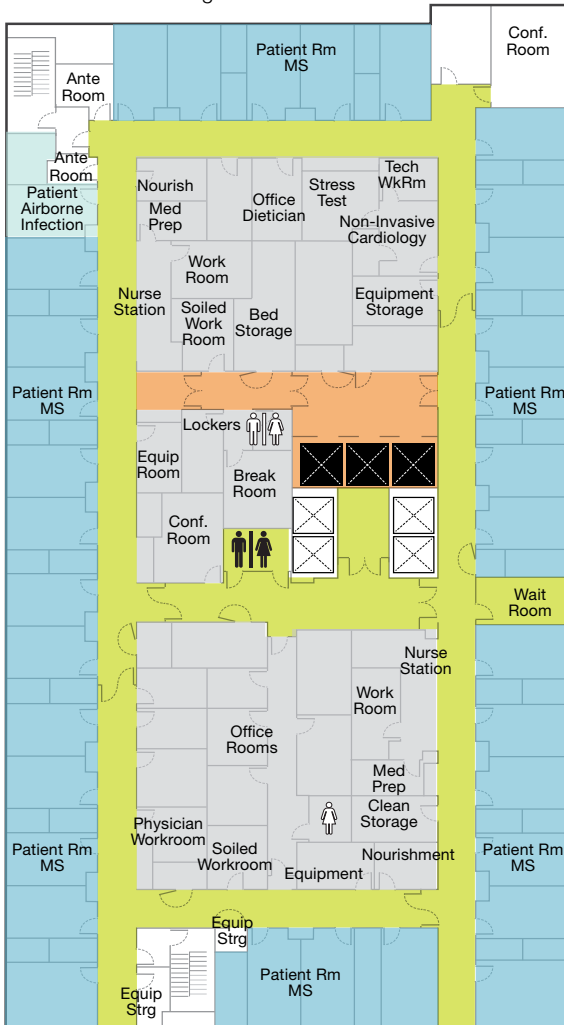 Conf.
Room
Patient Rm
MS
Ante
Room
Ante
Room
Patient
Airborne
Infection
Nourish
Med
Prep
Office
Dietician
Stress
Test
Tech
WkRm
Non-Invasive
Cardiology
Work
Room
Nurse
Station
Soiled
Work
Room
Bed
Storage
Equipment
Storage
Patient Rm
MS
Patient Rm
MS
Lockers
Equip
Room
Break
Room
Conf.
Room
Wait
Room
Nurse
Station
Work
Room
Office
Rooms
Med
Prep
Clean
Storage
Physician
Workroom
Soiled
Workroom
Nourishment
Equipment
Patient Rm
MS
Patient Rm
MS
Equip
Strg
Patient Rm
MS
Equip
Strg